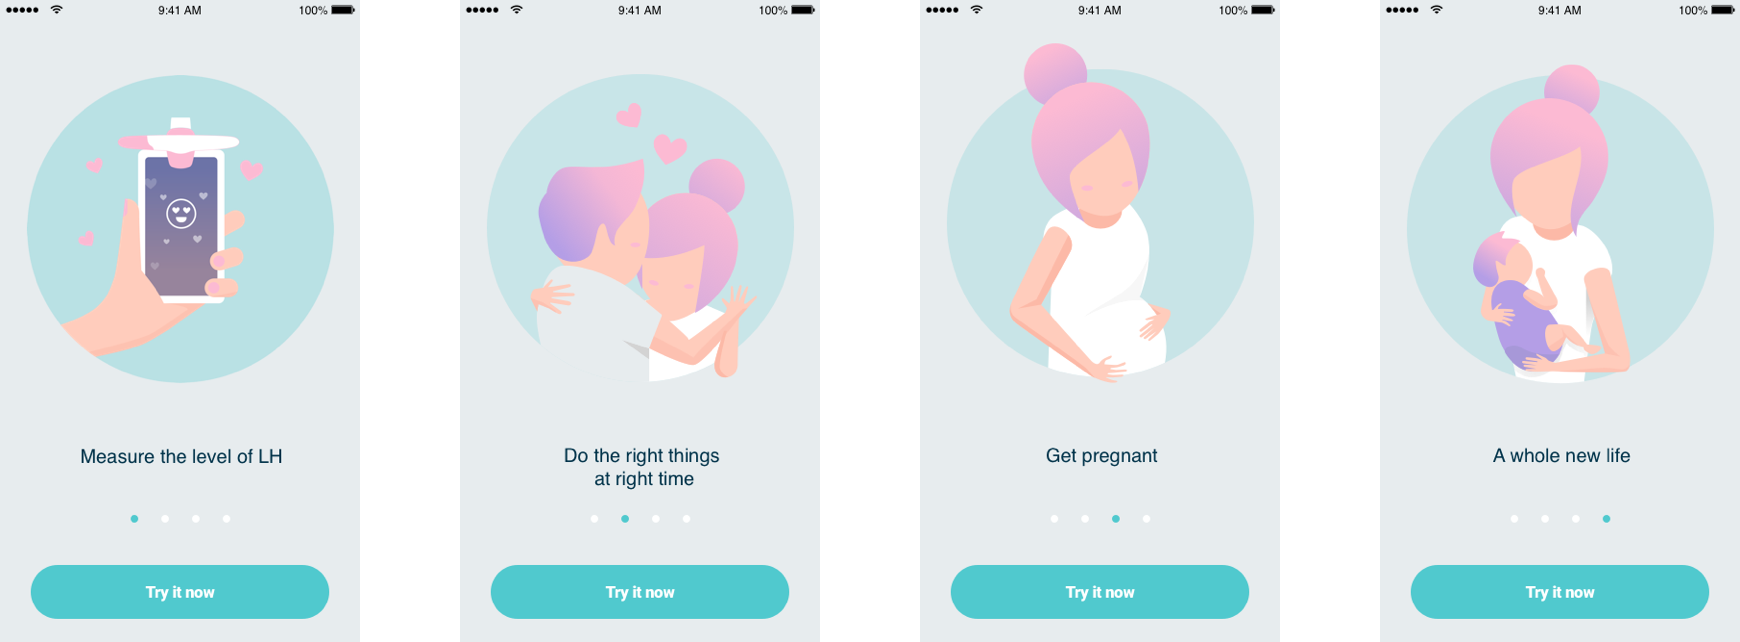 9:41 AM 100%
Measure the level of LH
Try it now
9:41 AM 100%
Do the right things
at right time
Try it now
9:41 AM 100%
Get pregnant
Try it now
9:41 AM 100%
A whole new life
Try it now